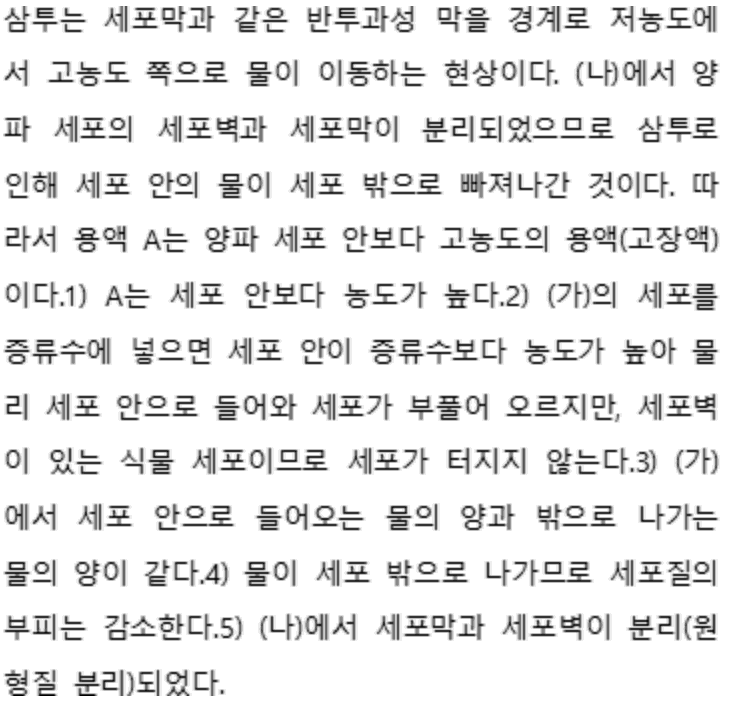 삼투는 세포막과 같은 반투과성 막을 경계로 저농도에
서 고농도 쪽으로 물이 이동하는 현상이다. (나)에서 양
파 세포의 세포벽과 세포막이 분리되었으므로 삼투로
인해 세포 안의 물이 세포 밖으로 빠져나간 것이다. 따
라서 용액 A는 양파 세포 안보다 고농도의 용액(고장액)
이다.1) A는 세포 안보다 농도가 높다.2) (가)의 세포를
증류수에 넣으면 세포 안이 증류수보다 농도가 높아 물
리 세포 안으로 들어와 세포가 부풀어 오르지만, 세포벽
이 있는 식물 세포이므로 세포가 터지지 않는다.3) (가)
에서 세포 안으로 들어오는 물의 양과 밖으로 나가는
물의 양이 같다.4) 물이 세포 밖으로 나가므로 세포질의
부피는 감소한다.5) (나)에서 세포막과 세포벽이 분리(원
형질 분리)되었다.